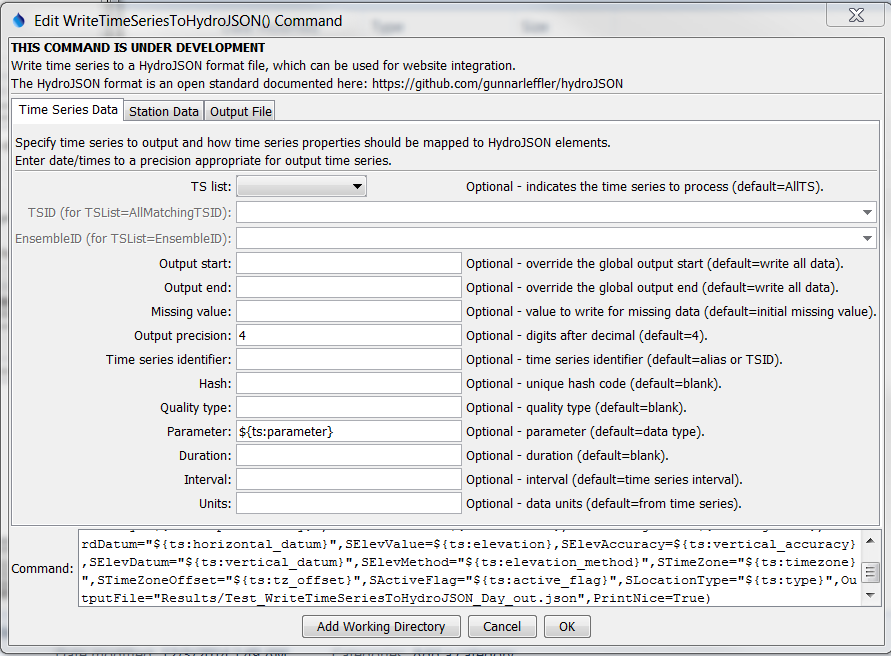 Edit WriteTimeSeriesToHydroJSON() Command
THIS COMMAND IS UNDER DEVELOPMENT
Write time series to a HydroJSON format file, which can be used for website integration.
The HydroJSON format is an open standard documented here: https://github.com/gunnarleffler/hydroJSON
Time Series Data Station Data Output File
Specify time series to output and how time series properties should be mapped to HydroJSON elements.
Enter date/times to a precision appropriate for output time series.
TS list: Optional - indicates the time series to process (default=AllTS).
TSID (for TSList=AllMatchingTSID):
EnsembleID (for TSList=EnsembleID):
Output start: Optional - override the global output start (default=write all data).
Output end: Optional - override the global output end (default=write all data).
Missing value: Optional - value to write for missing data (default=initial missing value).
Output precision: 4 Optional - digits after decimal (default=4).
Time series identifier: Optional - time series identifier (default=alias or TSID).
Hash: Optional - unique hash code (default=blank).
Quality type: Optional - quality type (default=blank).
Parameter: ${ts:parameter} Optional - parameter (default=data type).
Duration: Optional - duration (default=blank).
Interval: Optional - interval (default=time series interval).
Units: Optional - data units (default=from time series).
Command:
rdDatum="${ts:horizontal_datum}",SElevValue=${ts:elevation},SElevAccuracy=${ts:vertical_accuracy}
,SElevDatum="${ts:vertical_datum}",SElevMethod="${ts:elevation_method}",STimeZone="${ts:timezone}
",STimeZoneOffset="${ts:tz_offset}",SActiveFlag="${ts:active_flag}",SLocationType="${ts:type}",Ou
tputFile="Results/Test_WriteTimeSeriesToHydroJSON_Day_out.json",PrintNice=True)
Add Working Directory Cancel OK